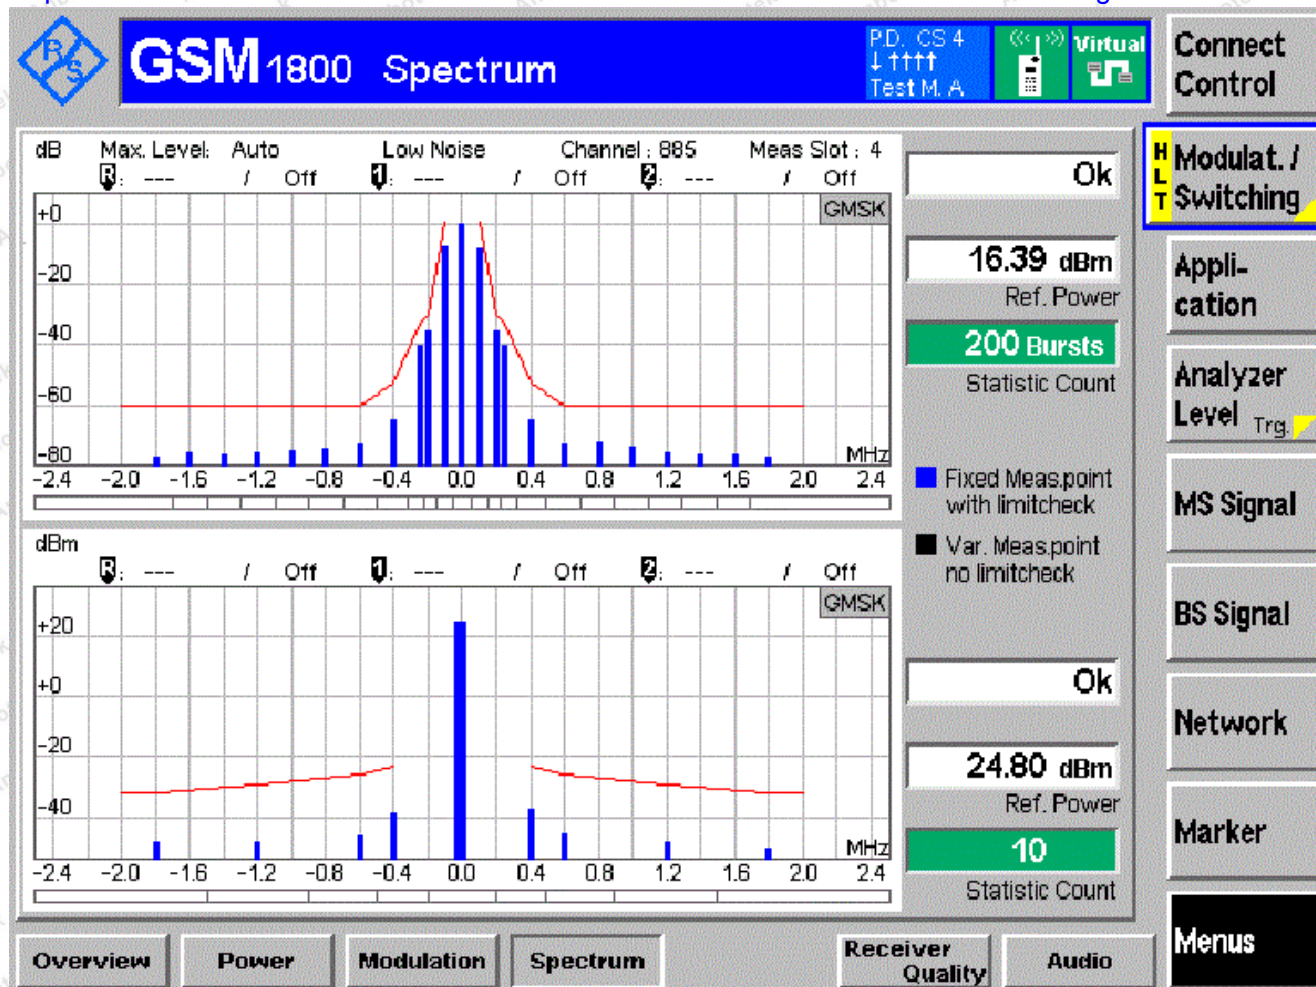 R S
GSM 1800 Spectrum
P.D. CS 4
↓ ↑↑↑↑
Test M. A.
Virtual
Connect
Control
dB Max. Level: Auto Low Noise Channel : 885 Meas Slot : 4
R : --- / Off 1 : --- / Off 2 : --- / Off
GMSK
+0
-20
-40
-60
-80
MHz
-2.4 -2.0 -1.6 -1.2 -0.8 -0.4 0.0 0.4 0.8 1.2 1.6 2.0 2.4
Ok
16.39 dBm
Ref. Power
200 Bursts
Statistic Count
Fixed Meas.point
with limitcheck
Var. Meas.point
no limitcheck
dBm
R : --- / Off 1 : --- / Off 2 : --- / Off
GMSK
+20
+0
-20
-40
MHz
-2.4 -2.0 -1.6 -1.2 -0.8 -0.4 0.0 0.4 0.8 1.2 1.6 2.0 2.4
Ok
24.80 dBm
Ref. Power
10
Statistic Count
HLT
Modulat. /
Switching
Appli-
cation
Analyzer
Level Trg.
MS Signal
BS Signal
Network
Marker
Menus
Overview Power Modulation Spectrum Receiver Quality Audio